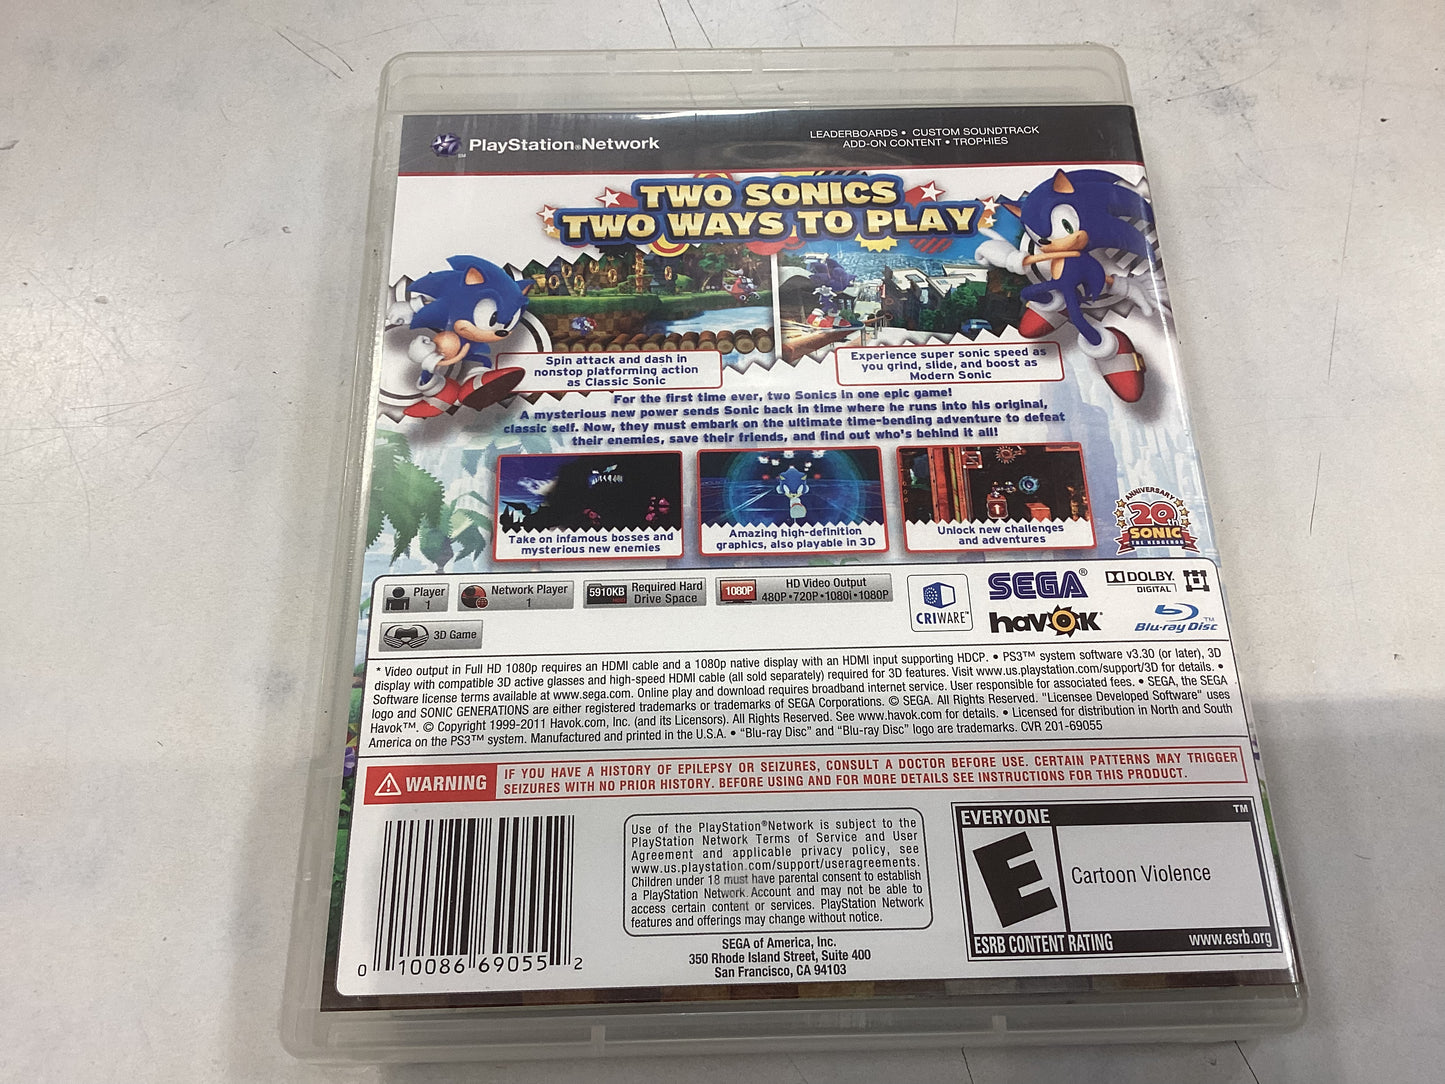 PlayStation®Network
LEADERBOARDS • CUSTOM SOUNDTRACK
ADD-ON CONTENT • TROPHIES
TWO SONICS
TWO WAYS TO PLAY
Spin attack and dash in
nonstop platforming action
as Classic Sonic
Experience super sonic speed as
you grind, slide, and boost as
Modern Sonic
For the first time ever, two Sonics in one epic game!
A mysterious new power sends Sonic back in time where he runs into his original,
classic self. Now, they must embark on the ultimate time-bending adventure to defeat
their enemies, save their friends, and find out who's behind it all!
Take on infamous bosses and
mysterious new enemies
Amazing high-definition
graphics, also playable in 3D
Unlock new challenges
and adventures
ANNIVERSARY
20th
SONIC
THE HEDGEHOG
Player
1
Network Player
1
5910KB
Required Hard
Drive Space
1080P
HD Video Output
480P • 720P • 1080i • 1080P
3D Game
CRIWARE™
SEGA®
havok™
DOLBY
DIGITAL
Blu-ray Disc™
* Video output in Full HD 1080p requires an HDMI cable and a 1080p native display with an HDMI input supporting HDCP. • PS3™ system software v3.30 (or later), 3D
display with compatible 3D active glasses and high-speed HDMI cable (all sold separately) required for 3D features. Visit www.us.playstation.com/support/3D for details. •
Software license terms available at www.sega.com. Online play and download requires broadband internet service. User responsible for associated fees. • SEGA, the SEGA
logo and SONIC GENERATIONS are either registered trademarks or trademarks of SEGA Corporations. © SEGA. All Rights Reserved. "Licensee Developed Software" uses
Havok™. © Copyright 1999-2011 Havok.com, Inc. (and its Licensors). All Rights Reserved. See www.havok.com for details. • Licensed for distribution in North and South
America on the PS3™ system. Manufactured and printed in the U.S.A. • "Blu-ray Disc" and "Blu-ray Disc" logo are trademarks. CVR 201-69055
WARNING
IF YOU HAVE A HISTORY OF EPILEPSY OR SEIZURES, CONSULT A DOCTOR BEFORE USE. CERTAIN PATTERNS MAY TRIGGER
SEIZURES WITH NO PRIOR HISTORY. BEFORE USING AND FOR MORE DETAILS SEE INSTRUCTIONS FOR THIS PRODUCT.
Use of the PlayStation®Network is subject to the
PlayStation Network Terms of Service and User
Agreement and applicable privacy policy, see
www.us.playstation.com/support/useragreements.
Children under 18 must have parental consent to establish
a PlayStation Network Account and may not be able to
access certain content or services. PlayStation Network
features and offerings may change without notice.
SEGA of America, Inc.
350 Rhode Island Street, Suite 400
San Francisco, CA 94103
0 10086 69055 2
EVERYONE
TM
E
Cartoon Violence
ESRB CONTENT RATING
www.esrb.org